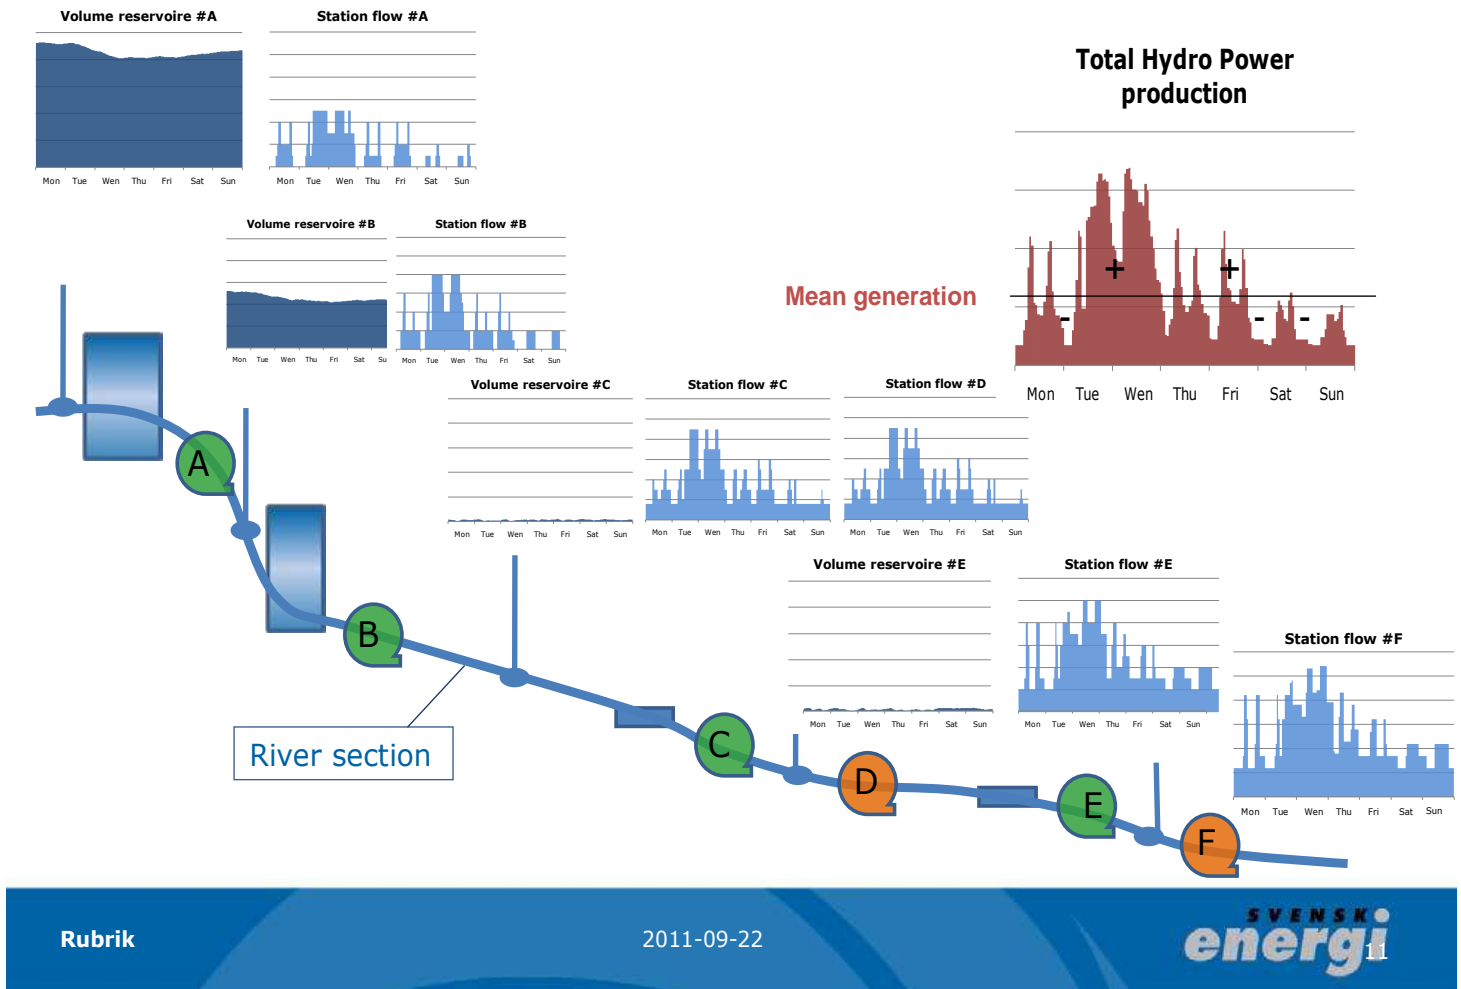 Volume reservoire #A
Mon Tue Wen Thu Fri Sat Sun
Station flow #A
Mon Tue Wen Thu Fri Sat Sun
Total Hydro Power
production
Mean generation
+ +
- - -
Mon Tue Wen Thu Fri Sat Sun
Volume reservoire #B
Mon Tue Wen Thu Fri Sat Su
Station flow #B
Mon Tue Wen Thu Fri Sat Sun
Volume reservoire #C
Mon Tue Wen Thu Fri Sat Sun
Station flow #C
Mon Tue Wen Thu Fri Sat Sun
Station flow #D
Mon Tue Wen Thu Fri Sat Sun
Volume reservoire #E
Mon Tue Wen Thu Fri Sat Sun
Station flow #E
Mon Tue Wen Thu Fri Sat Sun
Station flow #F
Mon Tue Wen Thu Fri Sat Sun
A
B
River section
C
D
E
F
Rubrik
2011-09-22
SVENSK
energi
11